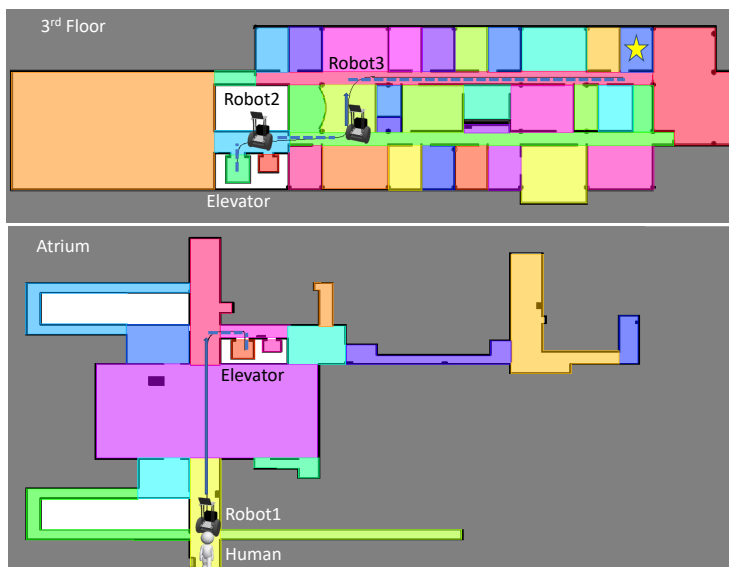 3rd Floor
Robot3
Robot2
Elevator
Atrium
Elevator
Robot1
Human